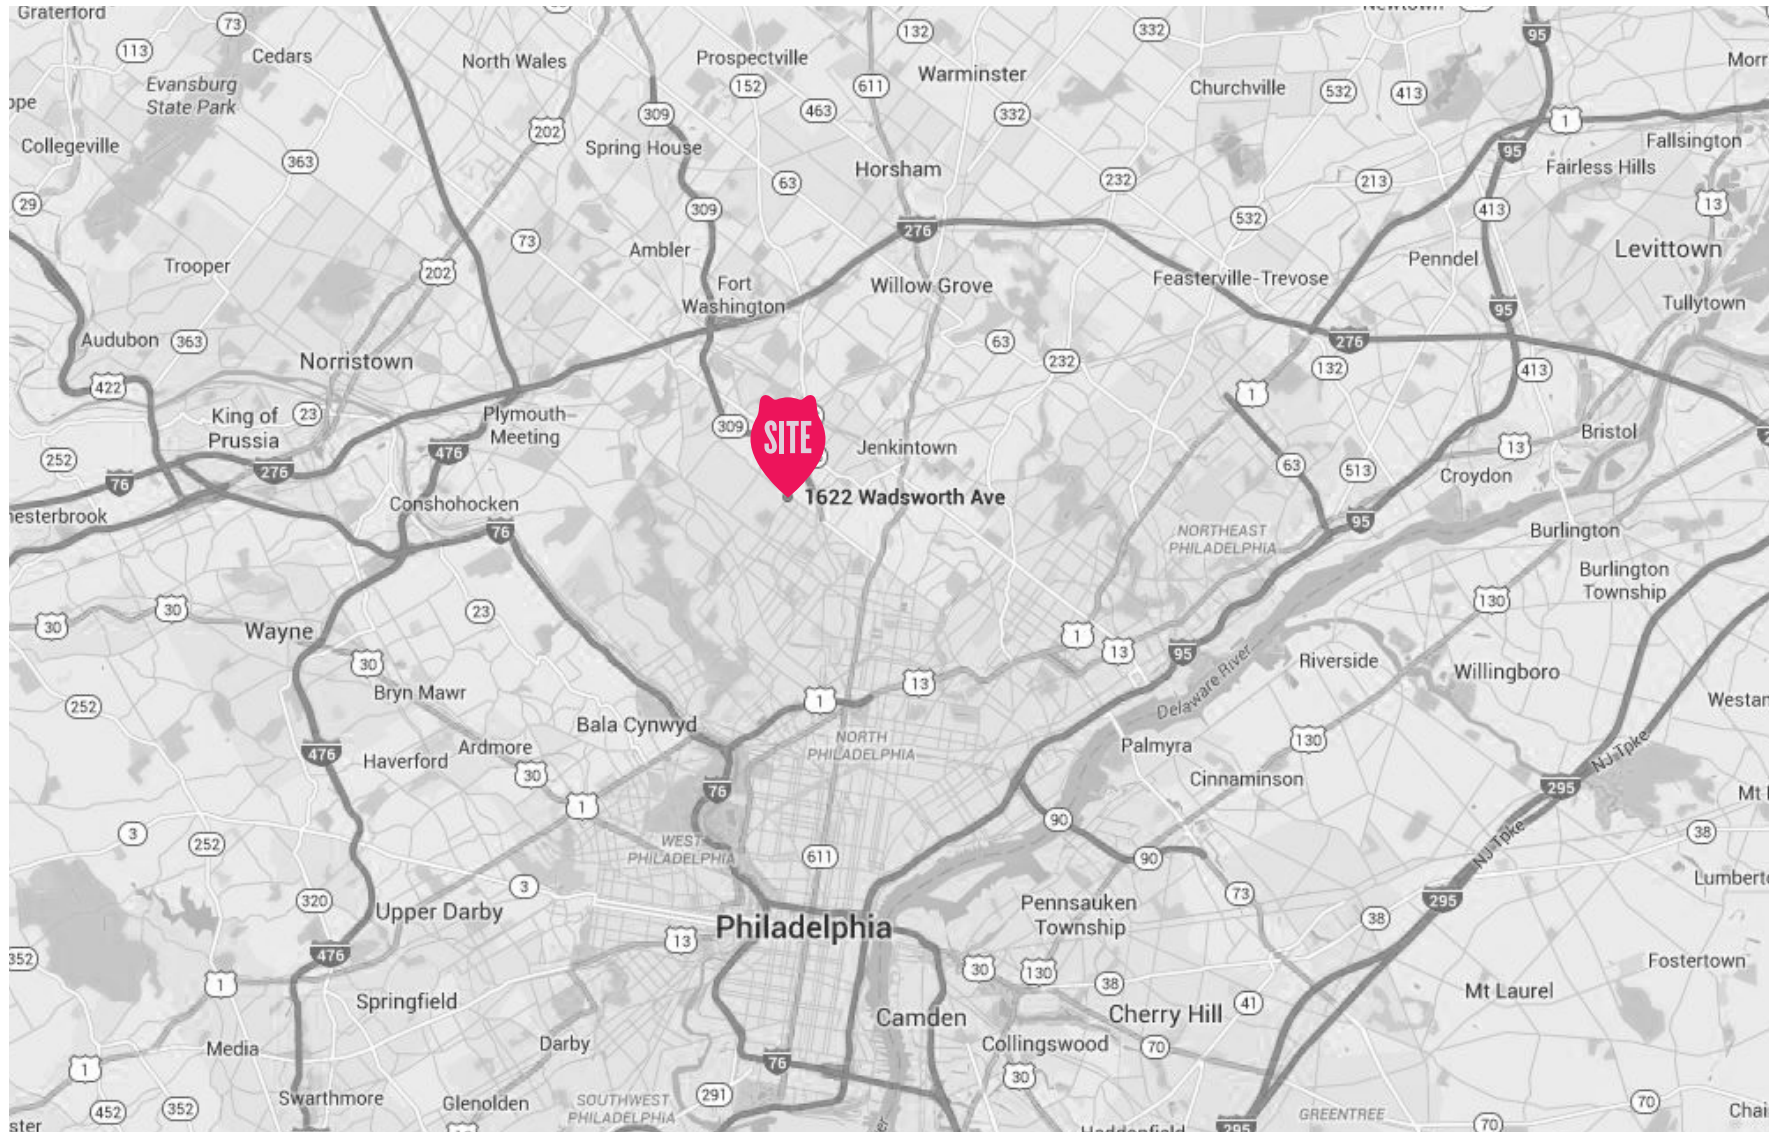 Graterford
73
Newtown
113
Cedars
North Wales
Prospectville
132
332
95
Morr
Evansburg
State Park
152
611
Warminster
Churchville
532
413
463
309
332
1
202
Spring House
Collegeville
363
Horsham
95
Fallsington
Fairless Hills
63
232
213
29
309
413
13
532
276
73
Ambler
Levittown
Trooper
202
Penndel
Fort
Washington
Willow Grove
Feasterville-Trevose
Tullytown
95
Audubon
363
63
276
Norristown
232
132
413
422
1
King of
Prussia
23
Plymouth
Meeting
309
SITE
Jenkintown
Bristol
13
252
476
276
76
63
513
Croydon
Conshohocken
1622 Wadsworth Ave
esterbrook
76
95
NORTHEAST
PHILADELPHIA
Burlington
Burlington
Township
30
30
23
130
Wayne
1
13
95
30
Riverside
Willingboro
Bryn Mawr
13
Delaware River
252
1
Westam
Bala Cynwyd
NORTH
PHILADELPHIA
130
Palmyra
476
Haverford
Ardmore
30
NJ Tpke
Cinnaminson
76
295
1
90
3
252
WEST
PHILADELPHIA
38
NJ Tpke
611
90
3
73
320
Upper Darby
295
Pennsauken
Township
38
Philadelphia
13
476
352
30
130
Fostertown
1
38
Springfield
41
Mt Laurel
Camden
Cherry Hill
Media
Darby
Collingswood
70
1
76
30
Swarthmore
Glenolden
291
SOUTHWEST
PHILADELPHIA
452
352
GREENTREE
70
70
295